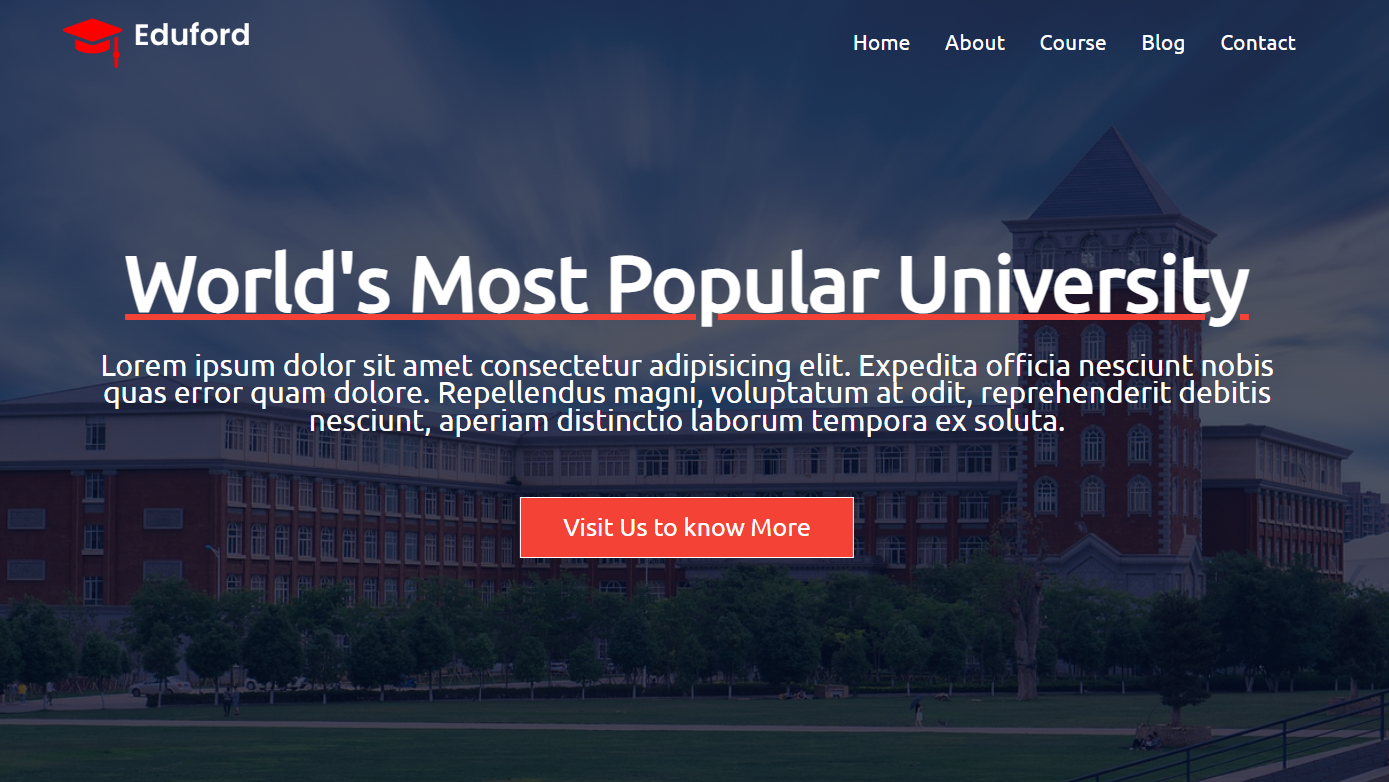 Eduford
Home About Course Blog Contact
World's Most Popular University
Lorem ipsum dolor sit amet consectetur adipisicing elit. Expedita officia nesciunt nobis
quas error quam dolore. Repellendus magni, voluptatum at odit, reprehenderit debitis
nesciunt, aperiam distinctio laborum tempora ex soluta.
Visit Us to know More